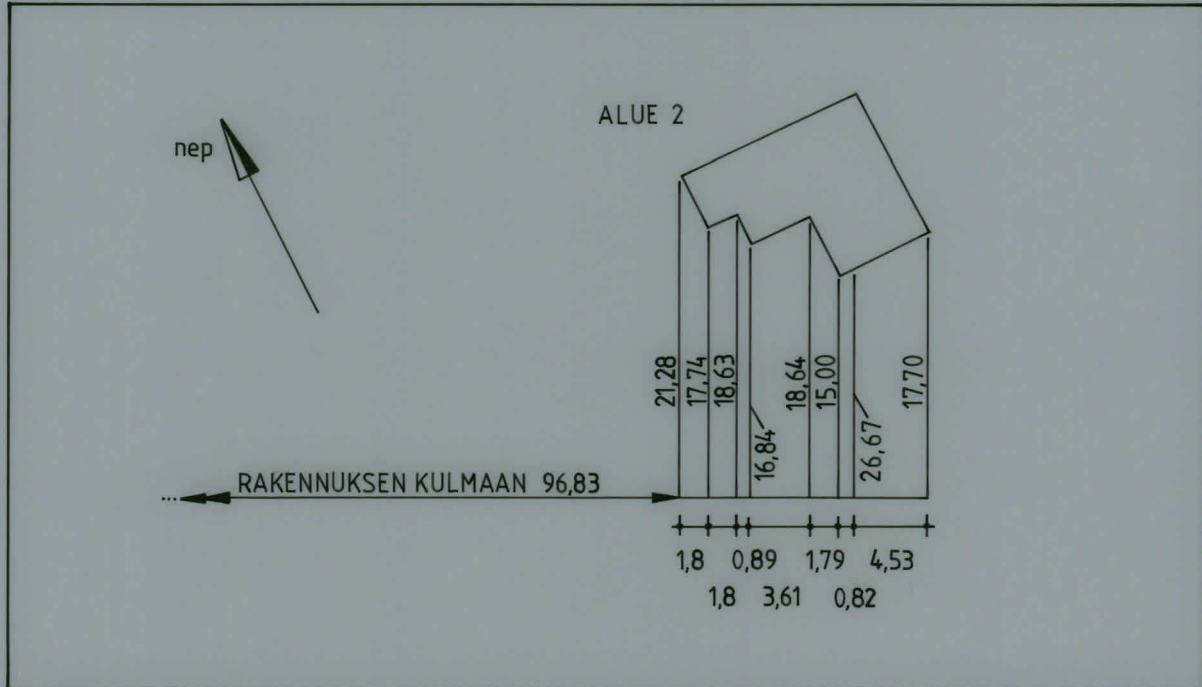 ALUE 2
nep
21,28
17,74
18,63
16,84
18,64
15,00
26,67
17,70
... RAKENNUKSEN KULMAAN 96,83
1,8 0,89 1,79 4,53
1,8 3,61 0,82